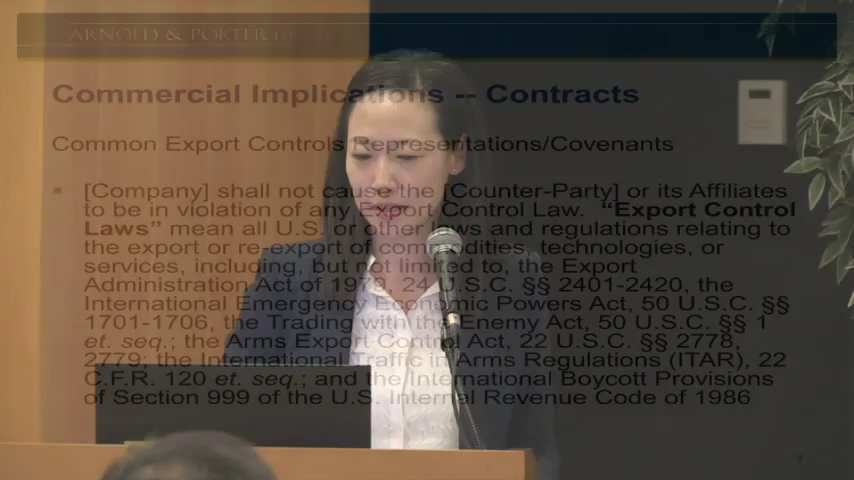 ARNOLD & PORTER LLP
Commercial Implications -- Contracts
Common Export Controls Representations/Covenants
[Company] shall not cause the [Counter-Party] or its Affiliates
to be in violation of any Export Control Law. “Export Control
Laws” mean all U.S. or other laws and regulations relating to
the export or re-export of commodities, technologies, or
services, including, but not limited to, the Export
Administration Act of 1979, 24 U.S.C. §§ 2401-2420, the
International Emergency Economic Powers Act, 50 U.S.C. §§
1701-1706, the Trading with the Enemy Act, 50 U.S.C. §§ 1
et. seq.; the Arms Export Control Act, 22 U.S.C. §§ 2778,
2779; the International Traffic in Arms Regulations (ITAR), 22
C.F.R. 120 et. seq.; and the International Boycott Provisions
of Section 999 of the U.S. Internal Revenue Code of 1986